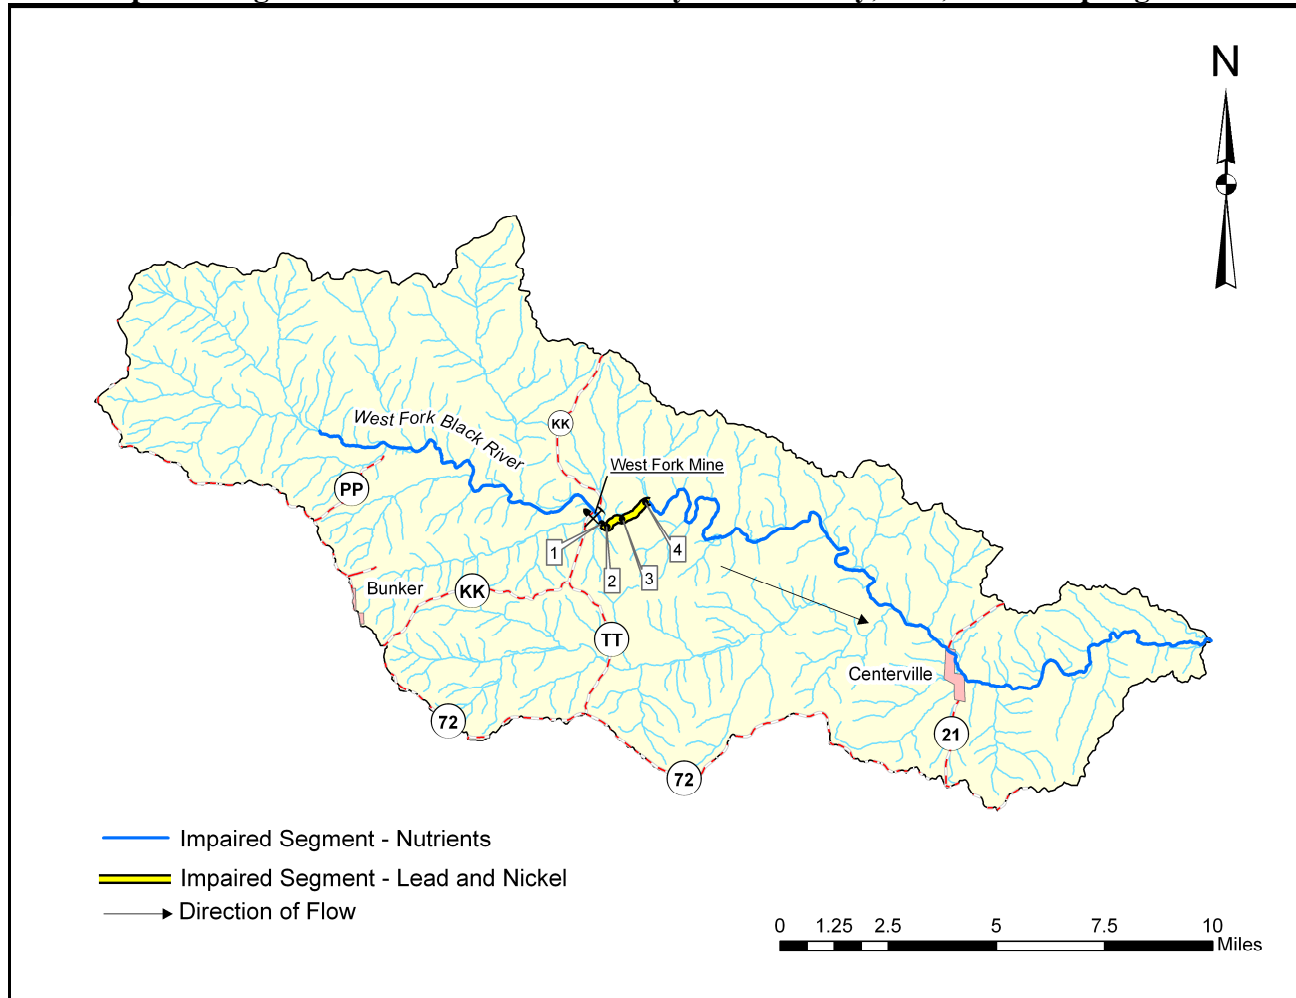 N
West Fork Black River
KK
West Fork Mine
PP
1
4
2
3
Bunker
KK
TT
Centerville
72
21
72
Impaired Segment - Nutrients
Impaired Segment - Lead and Nickel
Direction of Flow
0 1.25 2.5 5 7.5 10
Miles